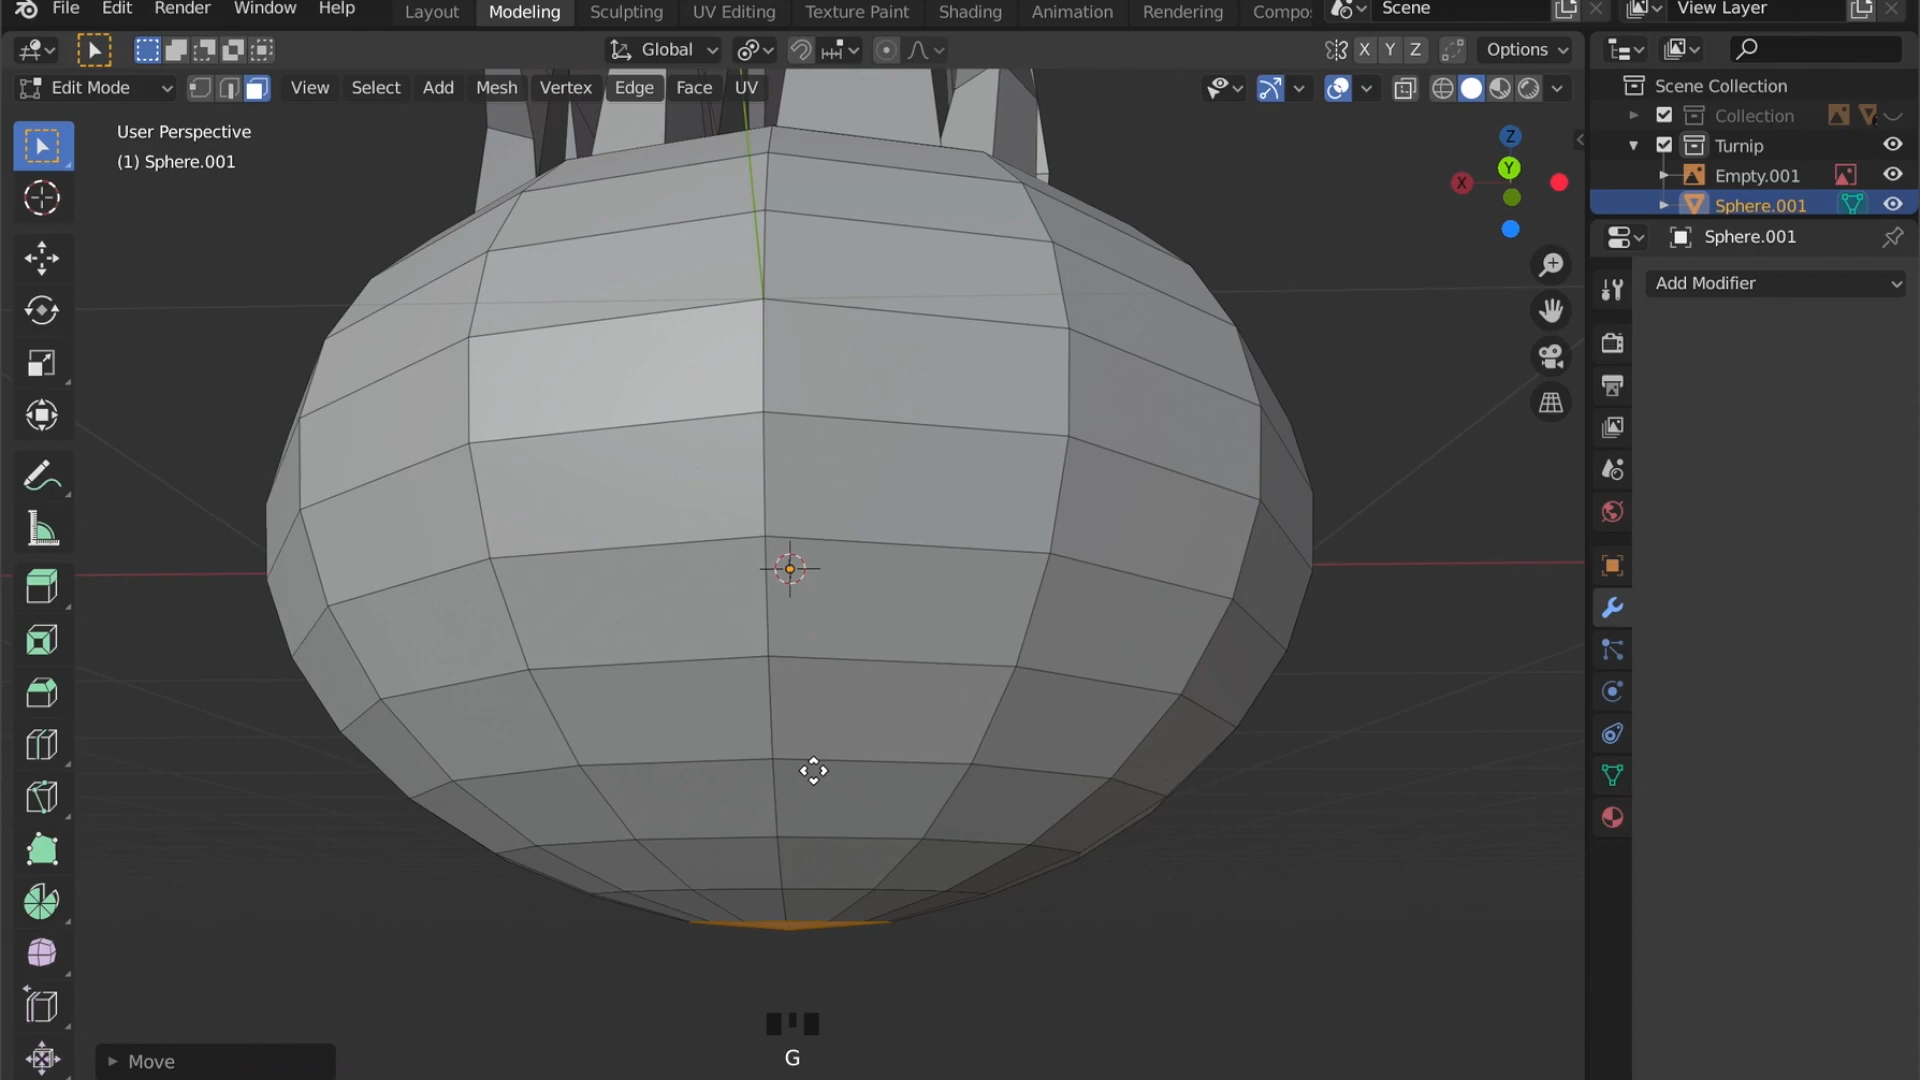 File Edit Render Window Help Layout Modeling Sculpting UV Editing Texture Paint Shading Animation Rendering Compo Scene View Layer
Global X Y Z Options
Edit Mode View Select Add Mesh Vertex Edge Face UV
User Perspective
(1) Sphere.001
Z
Y
X
Scene Collection
Collection
Turnip
Empty.001
Sphere.001
Sphere.001
Add Modifier
G
Move